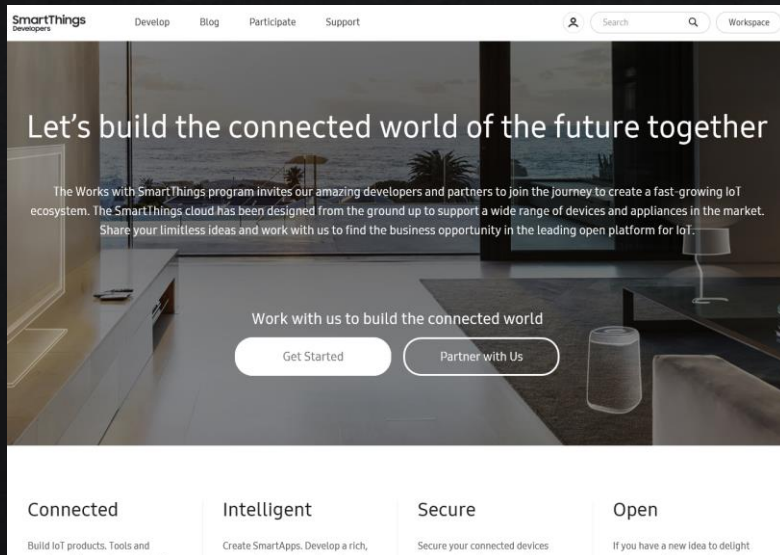 SmartThings
Developers
Develop
Blog
Participate
Support
Search
Workspace
Let's build the connected world of the future together
The Works with SmartThings program invites our amazing developers and partners to join the journey to create a fast-growing IoT
ecosystem. The SmartThings cloud has been designed from the ground up to support a wide range of devices and appliances in the market.
Share your limitless ideas and work with us to find the business opportunity in the leading open platform for IoT.
Work with us to build the connected world
Get Started
Partner with Us
Connected
Intelligent
Secure
Open
Build IoT products. Tools and
Create SmartApps. Develop a rich,
Secure your connected devices
If you have a new idea to delight